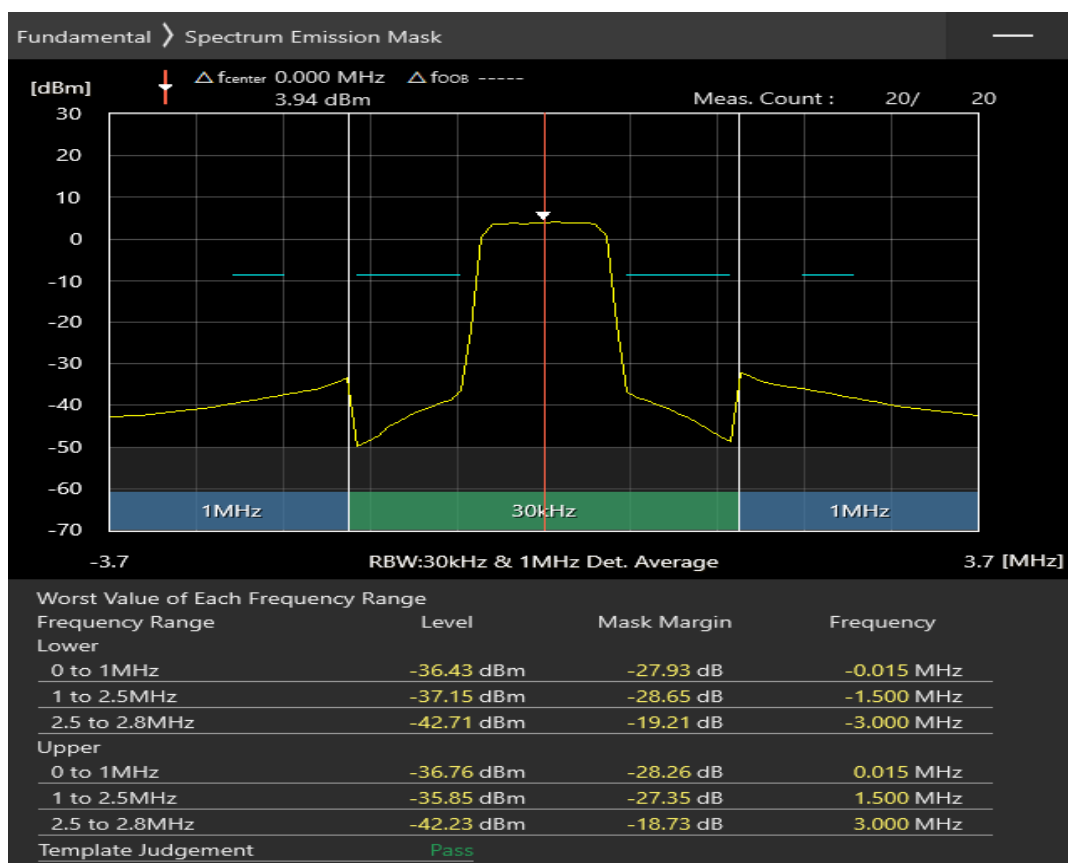 Fundamental 〉 Spectrum Emission Mask
△ fcenter 0.000 MHz △ fOOB -----
[dBm] 3.94 dBm Meas. Count : 20/ 20
30
20
10
0
-10
-20
-30
-40
-50
-60
1MHz 30kHz 1MHz
-70
-3.7 RBW:30kHz & 1MHz Det. Average 3.7 [MHz]
Worst Value of Each Frequency Range
Frequency Range Level Mask Margin Frequency
Lower
0 to 1MHz -36.43 dBm -27.93 dB -0.015 MHz
1 to 2.5MHz -37.15 dBm -28.65 dB -1.500 MHz
2.5 to 2.8MHz -42.71 dBm -19.21 dB -3.000 MHz
Upper
0 to 1MHz -36.76 dBm -28.26 dB 0.015 MHz
1 to 2.5MHz -35.85 dBm -27.35 dB 1.500 MHz
2.5 to 2.8MHz -42.23 dBm -18.73 dB 3.000 MHz
Template Judgement Pass